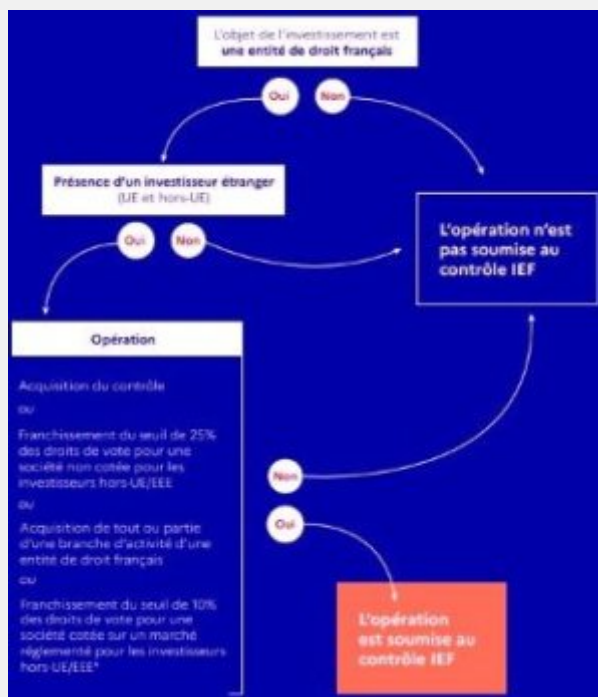 L'objet de l'investissement est
une entité de droit français
Oui
Non
Présence d'un investisseur étranger
(UE et hors-UE)
Oui
Non
L'opération n'est
pas soumise au
contrôle IEF
Opération
Acquisition du contrôle
ou
Franchissement du seuil de 25%
des droits de vote pour une
société non cotée pour les
investisseurs hors-UE/EEE
ou
Acquisition de tout ou partie
d'une branche d'activité d'une
entité de droit français
ou
Franchissement du seuil de 10%
des droits de vote pour une
société cotée sur un marché
réglementé pour les investisseurs
hors-UE/EEE*
Non
Oui
L'opération
est soumise au
contrôle IEF